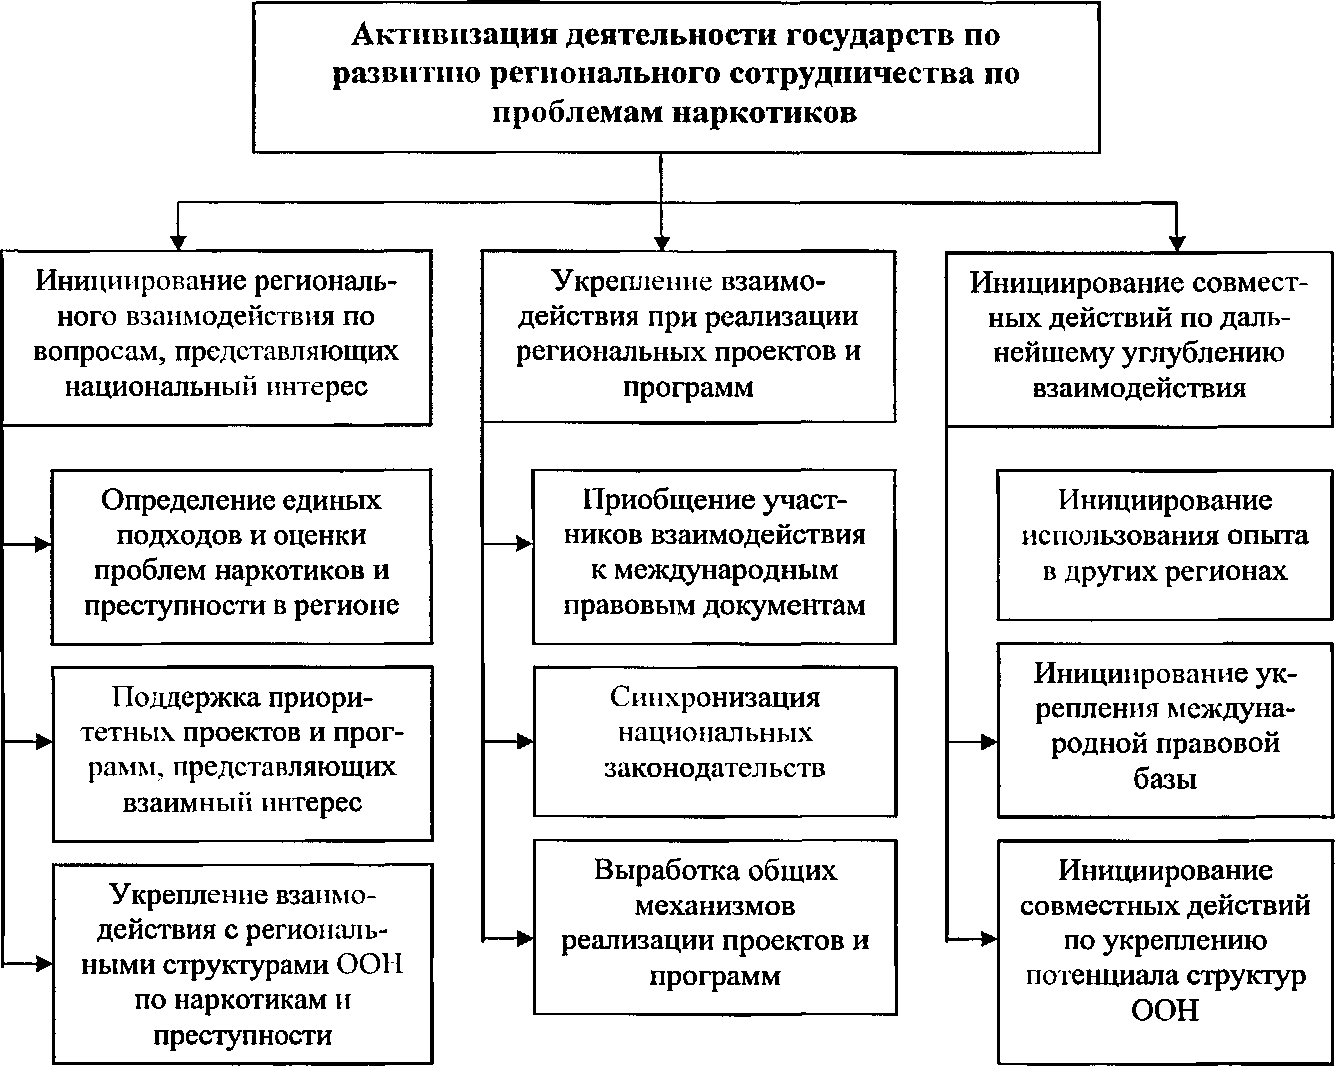 Активизация деятельности государств по
развитию регионального сотрудничества по
проблемам наркотиков
Инициирование региональ-
ного взаимодействия по
вопросам, представляющих
национальный интерес
Определение единых
подходов и оценки
проблем наркотиков и
преступности в регионе
Поддержка приори-
тетных проектов и прог-
рамм, представляющих
взаимный интерес
Укрепление взаимо-
действия с региональ-
ными структурами ООН
по наркотикам и
преступности
Укрепление взаимо-
действия при реализации
региональных проектов и
программ
Приобщение участ-
ников взаимодействия
к международным
правовым документам
Синхронизация
национальных
законодательств
Выработка общих
механизмов
реализации проектов и
программ
Инициирование совмест-
ных действий по даль-
нейшему углублению
взаимодействия
Инициирование
использования опыта
в других регионах
Инициирование ук-
репления междуна-
родной правовой
базы
Инициирование
совместных действий
по укреплению
потенциала структур
ООН